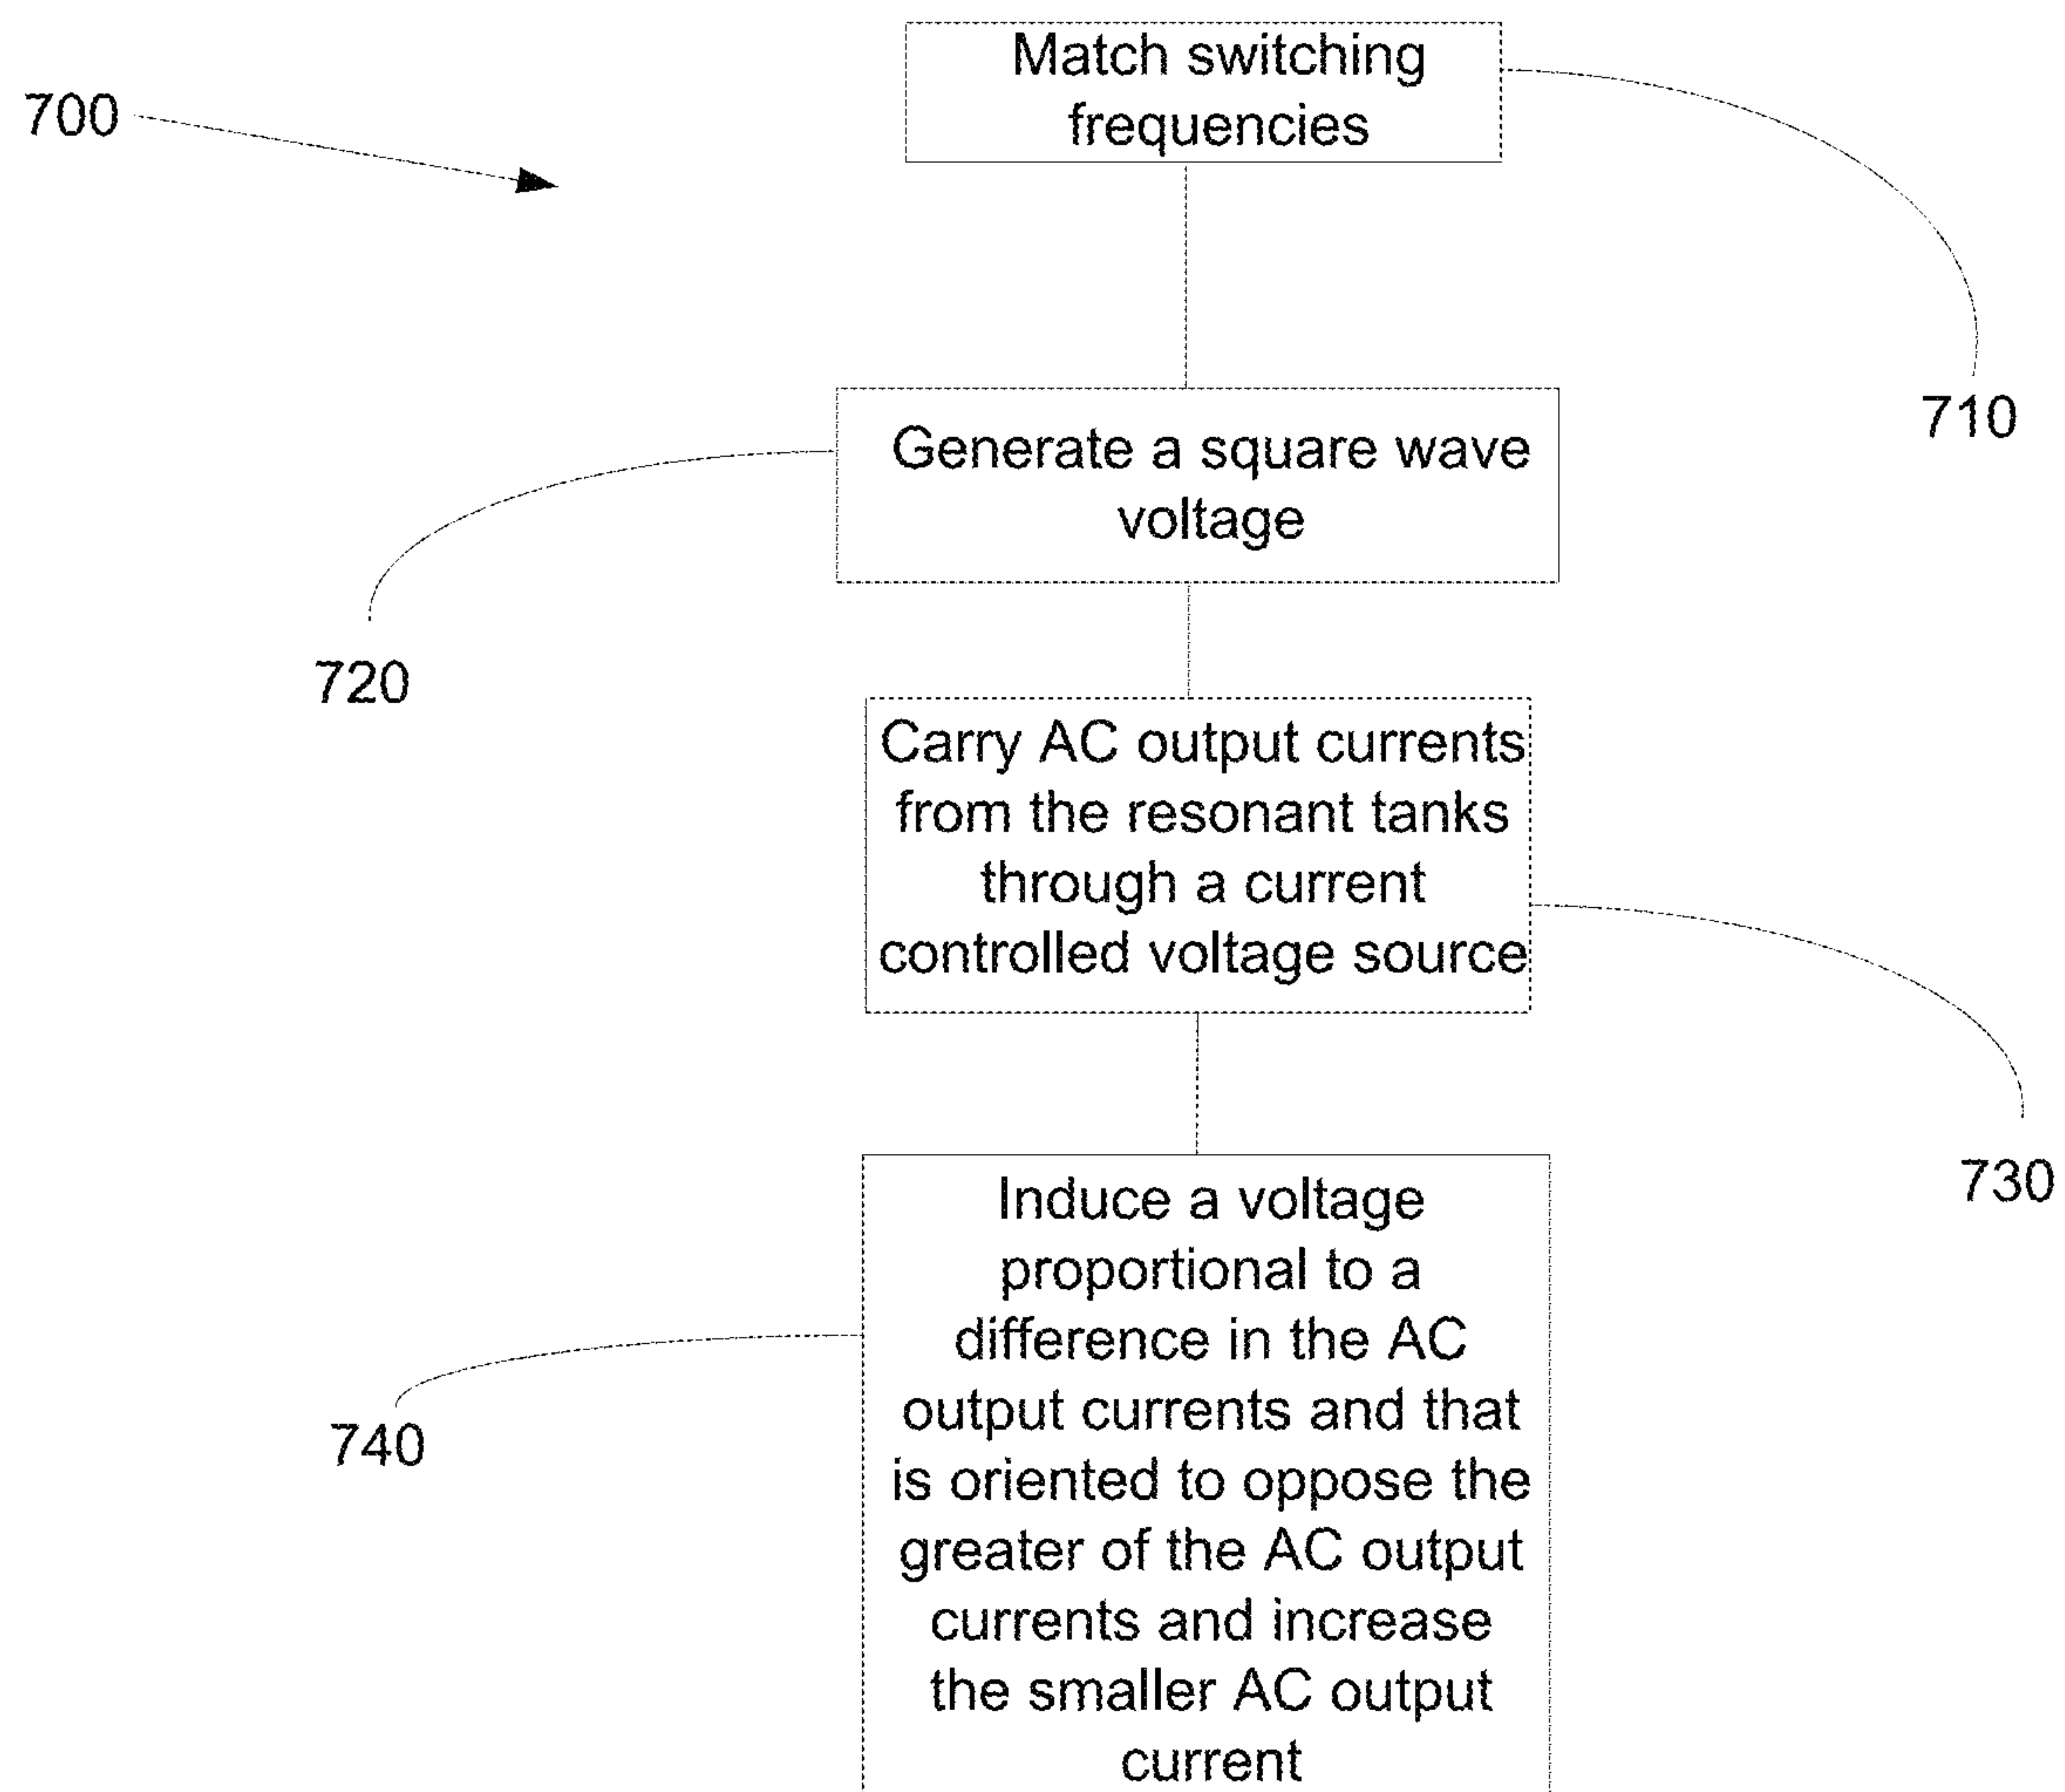 700
Match switching
frequencies
710
Generate a square wave
voltage
720
Carry AC output currents
from the resonant tanks
through a current
controlled voltage source
730
Induce a voltage
proportional to a
difference in the AC
output currents and that
is oriented to oppose the
greater of the AC output
currents and increase
the smaller AC output
current
740